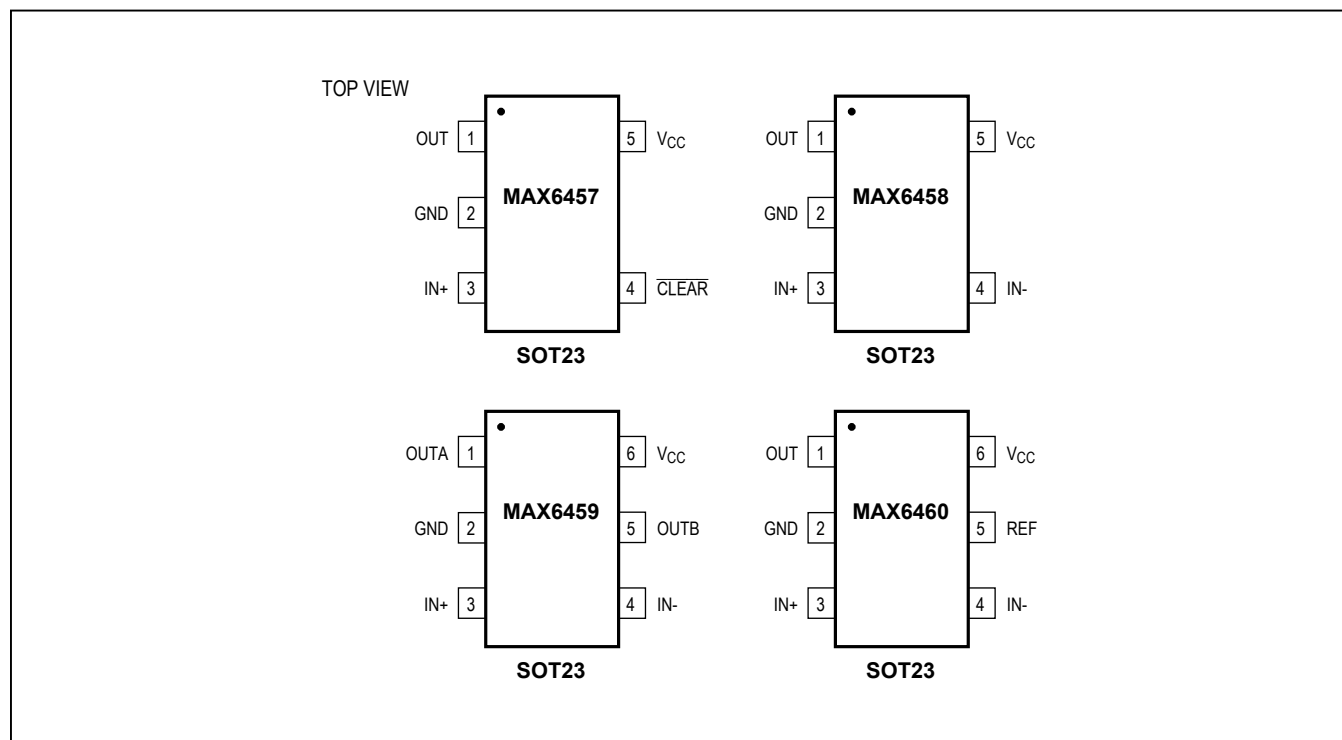 TOP VIEW
OUT 1 5 VCC
MAX6457
GND 2
IN+ 3 4 CLEAR
SOT23
OUT 1 5 VCC
MAX6458
GND 2
IN+ 3 4 IN-
SOT23
OUTA 1 6 VCC
MAX6459
GND 2 5 OUTB
IN+ 3 4 IN-
SOT23
OUT 1 6 VCC
MAX6460
GND 2 5 REF
IN+ 3 4 IN-
SOT23